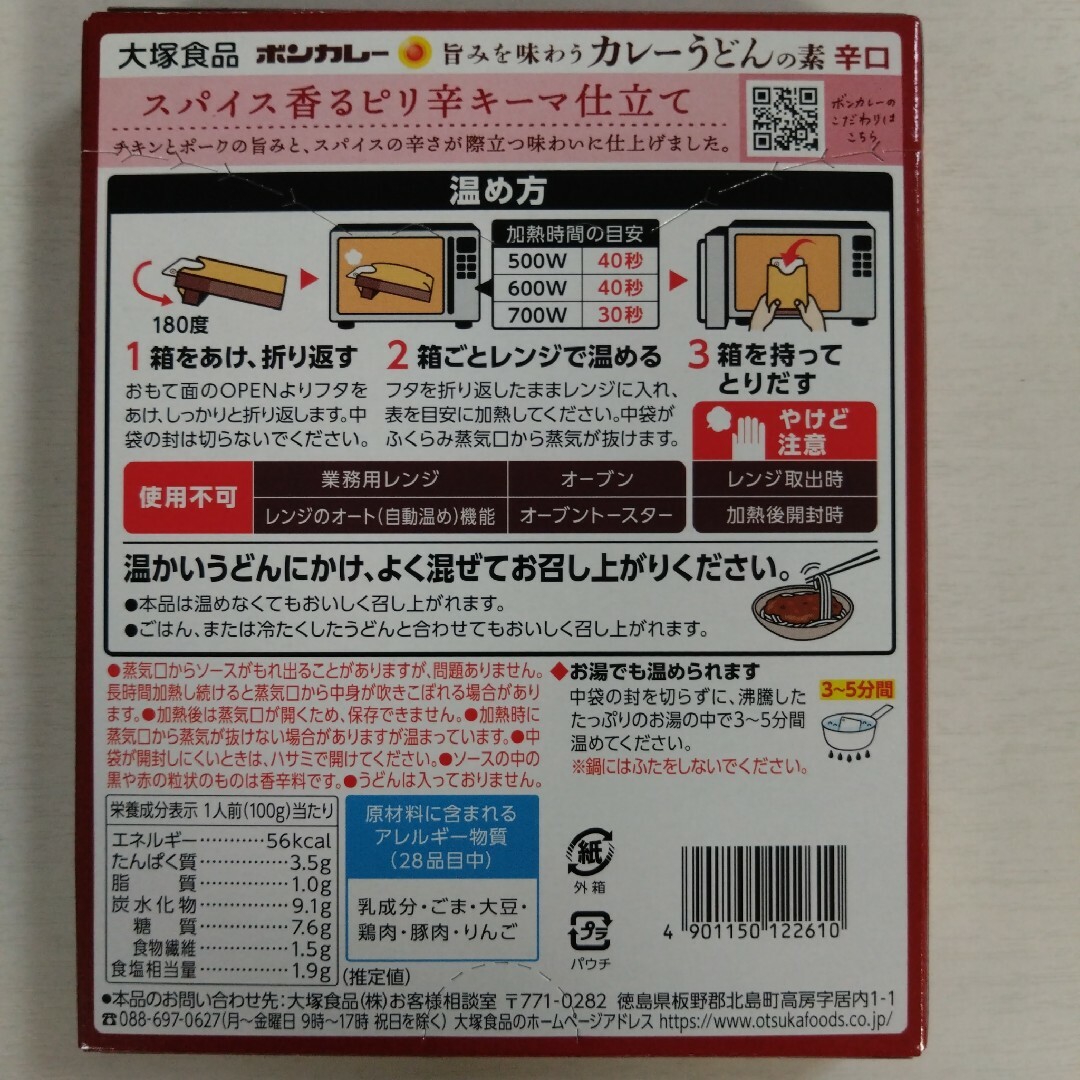 大塚食品 ボンカレー 旨みを味わう カレーうどんの素 辛口
スパイス香るピリ辛キーマ仕立て
チキンとポークの旨みと、スパイスの辛さが際立つ味わいに仕上げました。
ボンカレーの
こだわりは
こちら
温め方
180度
加熱時間の目安
500W 40秒
600W 40秒
700W 30秒
1 箱をあけ、折り返す
おもて面のOPENよりフタを
あけ、しっかりと折り返します。中
袋の封は切らないでください。
2 箱ごとレンジで温める
フタを折り返したままレンジに入れ、
表を目安に加熱してください。中袋が
ふくらみ蒸気口から蒸気が抜けます。
3 箱を持って
とりだす
やけど
注意
レンジ取出時
加熱後開封時
使用不可
業務用レンジ オーブン
レンジのオート(自動温め)機能 オーブントースター
温かいうどんにかけ、よく混ぜてお召し上がりください。
●本品は温めなくてもおいしく召し上がれます。
●ごはん、または冷たくしたうどんと合わせてもおいしく召し上がれます。
●蒸気口からソースがもれ出ることがありますが、問題ありません。
長時間加熱し続けると蒸気口から中身が吹きこぼれる場合があり
ます。●加熱後は蒸気口が開くため、保存できません。●加熱時に
蒸気口から蒸気が抜けない場合がありますが温まっています。●中
袋が開封しにくいときは、ハサミで開けてください。●ソースの中の
黒や赤の粒状のものは香辛料です。●うどんは入っておりません。
◆お湯でも温められます
中袋の封を切らずに、沸騰した
たっぷりのお湯の中で3~5分間
温めてください。
※鍋にはふたをしないでください。
3~5分間
栄養成分表示 1人前(100g)当たり
エネルギー…………56kcal
たんぱく質…………3.5g
脂 質…………1.0g
炭水化物…………9.1g
糖 質…………7.6g
食物繊維…………1.5g
食塩相当量…………1.9g
(推定値)
原材料に含まれる
アレルギー物質
(28品目中)
乳成分・ごま・大豆・
鶏肉・豚肉・りんご
紙
外箱
プラ
パウチ
4 901150 122610
●本品のお問い合わせ先:大塚食品(株)お客様相談室 〒771-0282 徳島県板野郡北島町高房字居内1-1
☎088-697-0627(月~金曜日 9時~17時 祝日を除く) 大塚食品のホームページアドレス https://www.otsukafoods.co.jp/